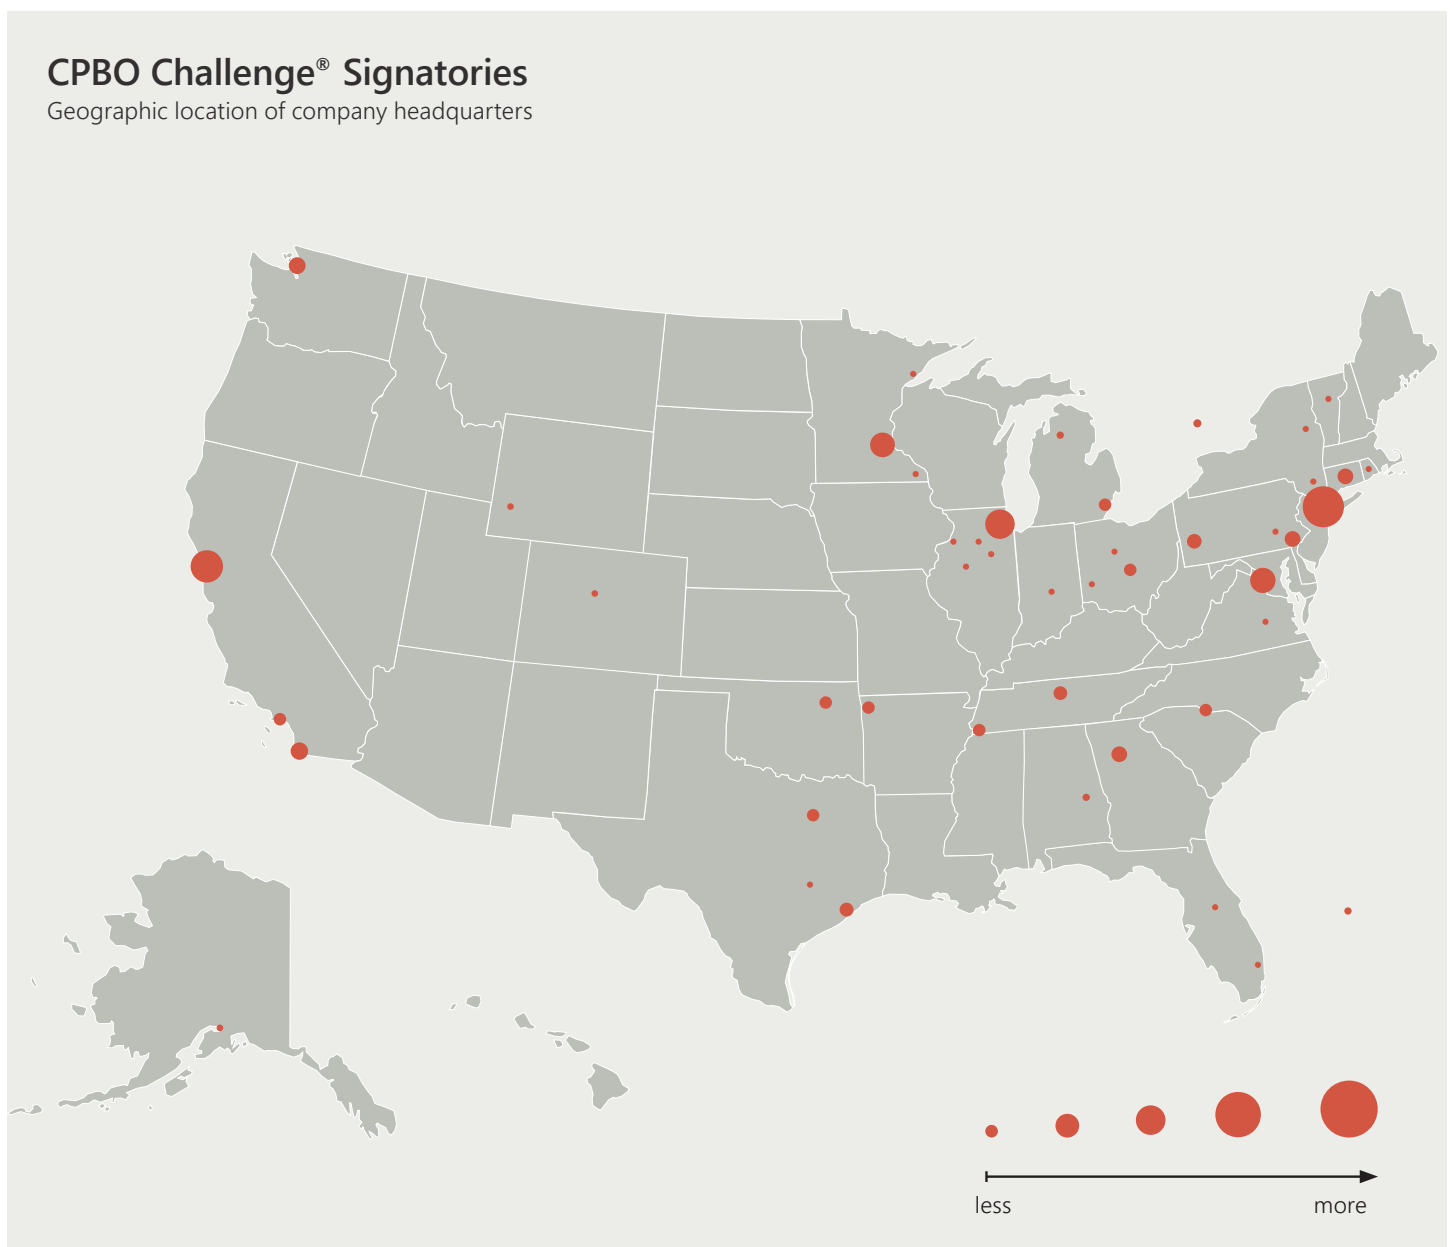 CPBO Challenge® Signatories
Geographic location of company headquarters
less more